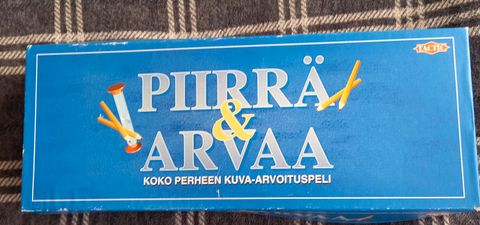 TACTIC
PIIRRÄ
&
ARVAA
KOKO PERHEEN KUVA-ARVOITUSPELI